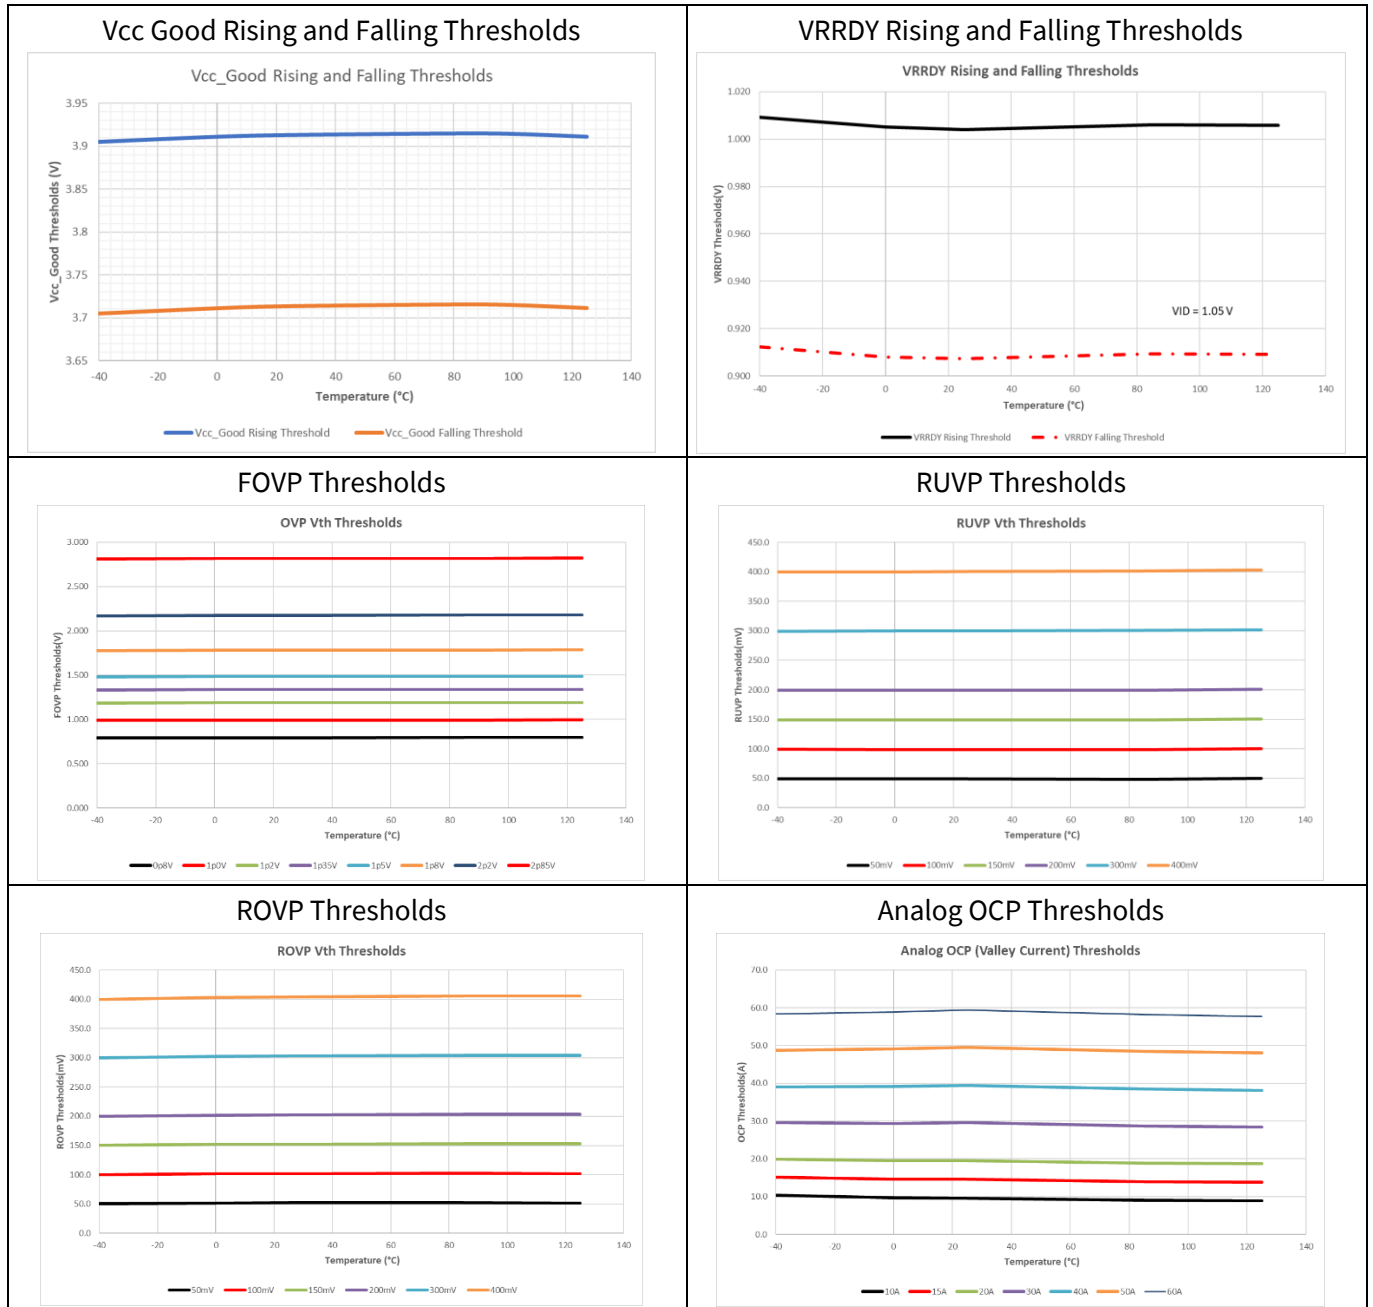 Vcc Good Rising and Falling Thresholds
Vcc_Good Rising and Falling Thresholds
Vcc_Good Thresholds (V)
3.95
3.9
3.85
3.8
3.75
3.7
3.65
-40 -20 0 20 40 60 80 100 120 140
Temperature (°C)
Vcc_Good Rising Threshold Vcc_Good Falling Threshold
VRRDY Rising and Falling Thresholds
VRRDY Rising and Falling Thresholds
VRRDY Thresholds(V)
1.020
1.000
0.980
0.960
0.940
0.920
0.900
VID = 1.05 V
-40 -20 0 20 40 60 80 100 120 140
Temperature (°C)
VRRDY Rising Threshold VRRDY Falling Threshold
FOVP Thresholds
OVP Vth Thresholds
FOVP Thresholds(V)
3.000
2.500
2.000
1.500
1.000
0.500
0.000
-40 -20 0 20 40 60 80 100 120 140
Temperature (°C)
0p8V 1p0V 1p2V 1p35V 1p5V 1p8V 2p2V 2p85V
RUVP Thresholds
RUVP Vth Thresholds
RUVP Thresholds(mV)
450.0
400.0
350.0
300.0
250.0
200.0
150.0
100.0
50.0
0.0
-40 -20 0 20 40 60 80 100 120 140
Temperature (°C)
50mV 100mV 150mV 200mV 300mV 400mV
ROVP Thresholds
ROVP Vth Thresholds
ROVP Thresholds(mV)
450.0
400.0
350.0
300.0
250.0
200.0
150.0
100.0
50.0
0.0
-40 -20 0 20 40 60 80 100 120 140
Temperature (°C)
50mV 100mV 150mV 200mV 300mV 400mV
Analog OCP Thresholds
Analog OCP (Valley Current) Thresholds
OCP Thresholds(A)
70.0
60.0
50.0
40.0
30.0
20.0
10.0
0.0
-40 -20 0 20 40 60 80 100 120 140
Temperature (°C)
10A 15A 20A 30A 40A 50A 60A